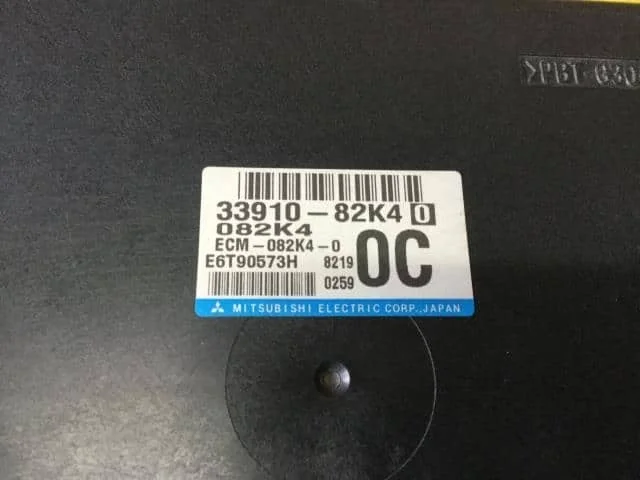 >PBT-G30
33910-82K4 0
082K4
ECM-082K4-0
E6T90573H 8219
0259
0C
MITSUBISHI ELECTRIC CORP., JAPAN